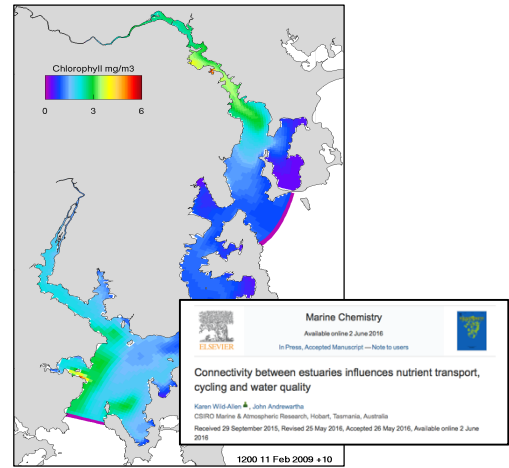 Chlorophyll mg/m3
0 3 6
ELSEVIER
Marine Chemistry
Available online 2 June 2016
In Press, Accepted Manuscript — Note to users
Connectivity between estuaries influences nutrient transport,
cycling and water quality
Karen Wild-Allen, John Andrewartha
CSIRO Marine & Atmospheric Research, Hobart, Tasmania, Australia
Received 29 September 2015, Revised 25 May 2016, Accepted 26 May 2016, Available online 2 June
2016
1200 11 Feb 2009 +10